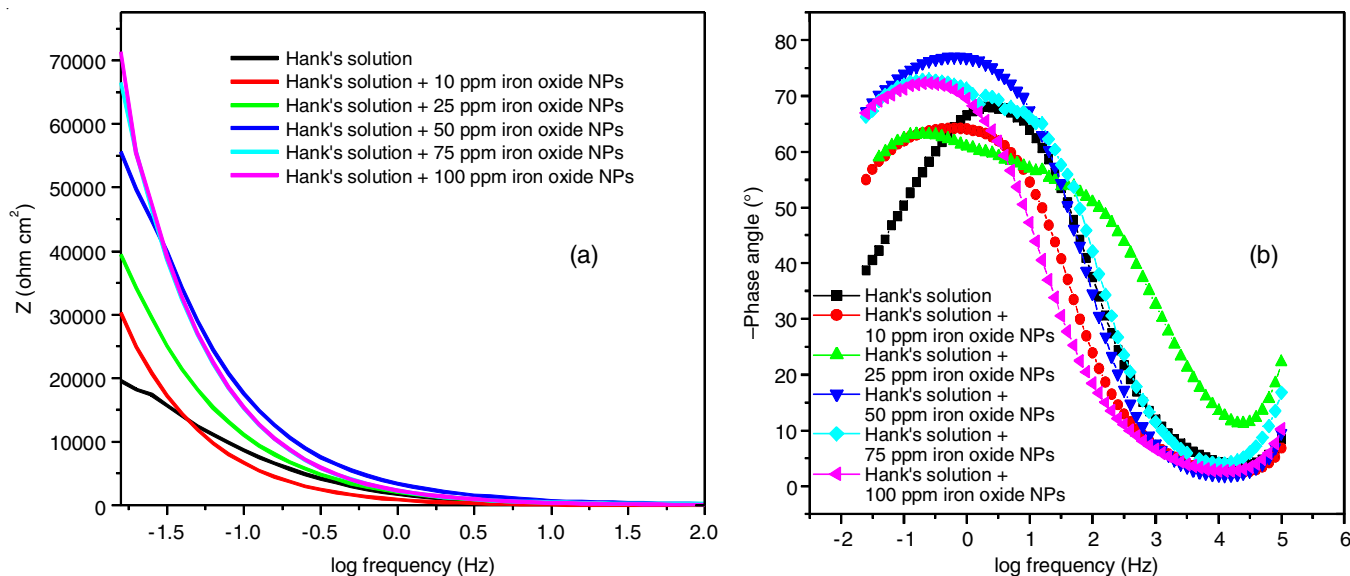 70000
60000
50000
40000
30000
20000
10000
0
Z (ohm cm²)
Hank's solution
Hank's solution + 10 ppm iron oxide NPs
Hank's solution + 25 ppm iron oxide NPs
Hank's solution + 50 ppm iron oxide NPs
Hank's solution + 75 ppm iron oxide NPs
Hank's solution + 100 ppm iron oxide NPs
(a)
-1.5 -1.0 -0.5 0.0 0.5 1.0 1.5 2.0
log frequency (Hz)
80
70
60
50
40
30
20
10
0
–Phase angle (°)
(b)
Hank's solution
Hank's solution +
10 ppm iron oxide NPs
Hank's solution +
25 ppm iron oxide NPs
Hank's solution +
50 ppm iron oxide NPs
Hank's solution +
75 ppm iron oxide NPs
Hank's solution +
100 ppm iron oxide NPs
-2 -1 0 1 2 3 4 5 6
log frequency (Hz)